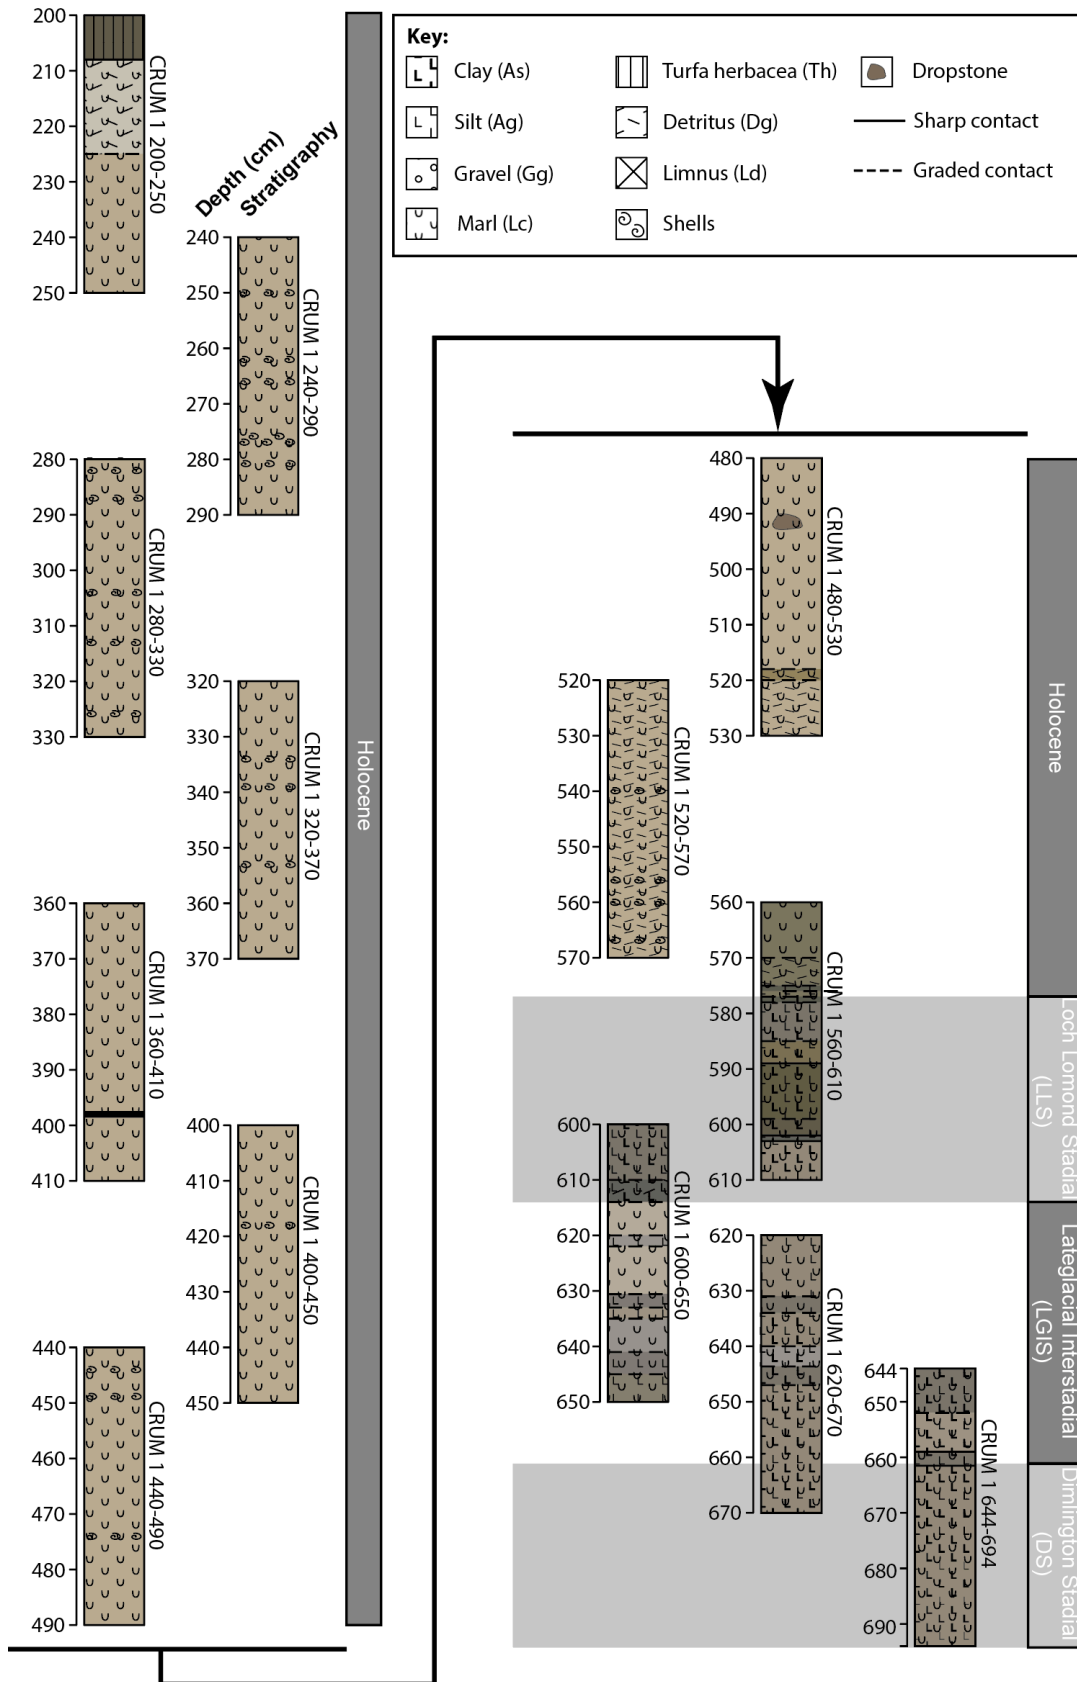 Key:
Clay (As)
Turfa herbacea (Th)
Dropstone
Silt (Ag)
Detritus (Dg)
Sharp contact
Gravel (Gg)
Limnus (Ld)
Graded contact
Marl (Lc)
Shells
Depth (cm)
Stratigraphy
200
210
220
230
240
250
CRUM 1 200-250
240
250
260
270
280
290
CRUM 1 240-290
280
290
300
310
320
330
CRUM 1 280-330
320
330
340
350
360
370
CRUM 1 320-370
360
370
380
390
400
410
CRUM 1 360-410
400
410
420
430
440
450
CRUM 1 400-450
440
450
460
470
480
490
CRUM 1 440-490
Holocene
480
490
500
510
520
530
CRUM 1 480-530
520
530
540
550
560
570
CRUM 1 520-570
560
570
580
590
600
610
CRUM 1 560-610
600
610
620
630
640
650
CRUM 1 600-650
620
630
640
650
660
670
CRUM 1 620-670
644
650
660
670
680
690
CRUM 1 644-694
Holocene
Loch Lomond Stadial
(LLS)
Lateglacial Interstadial
(LGIS)
Dimlington Stadial
(DS)